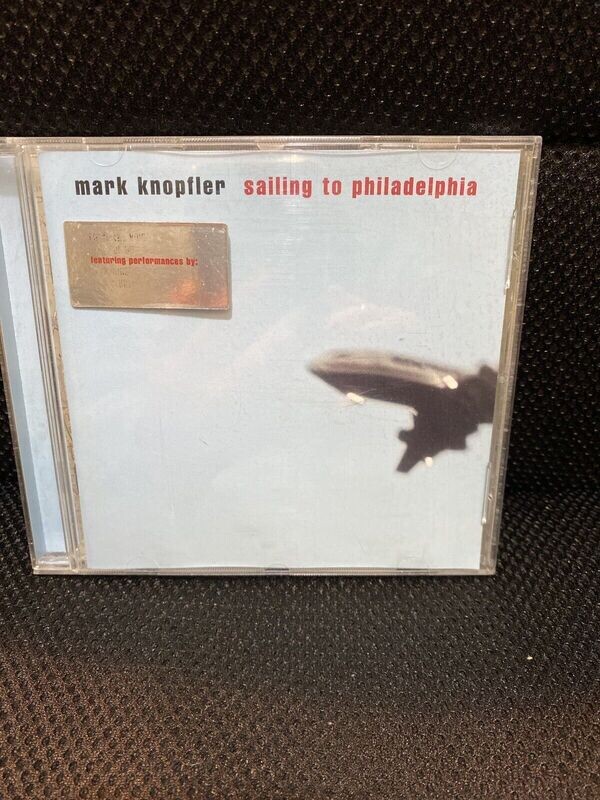 mark knopfler sailing to philadelphia
featuring performances by: